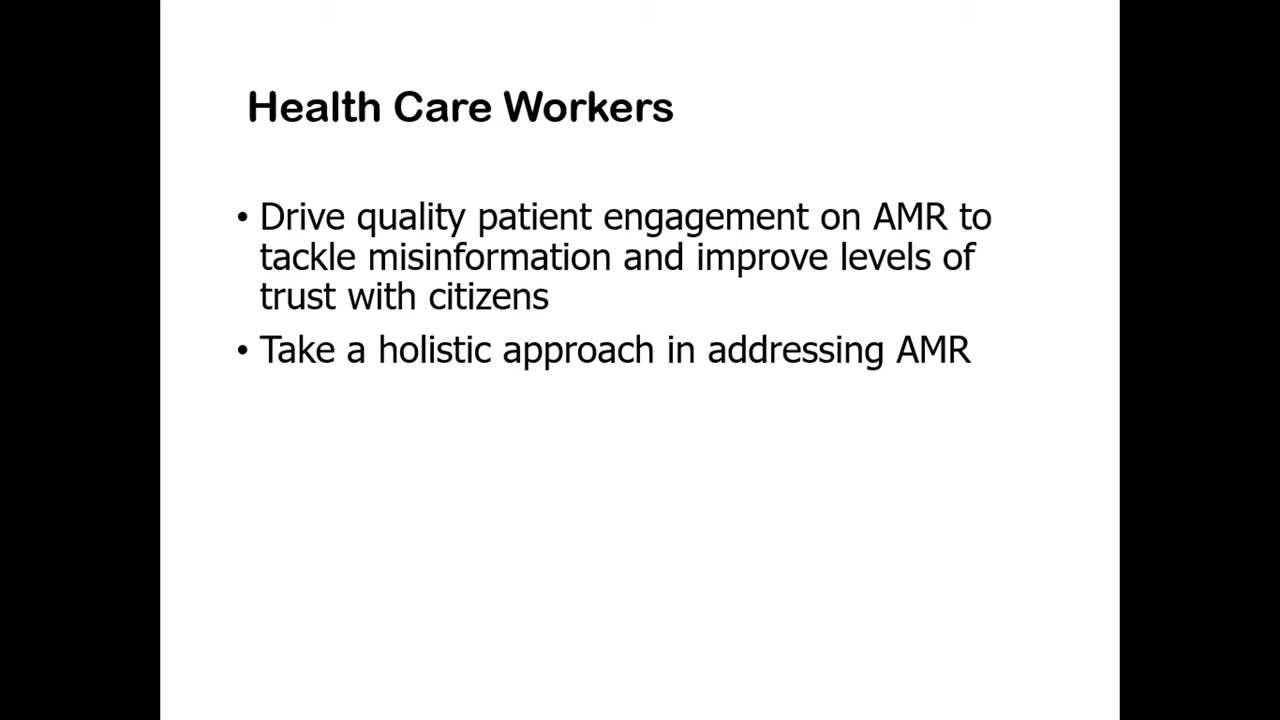 Health Care Workers
• Drive quality patient engagement on AMR to
tackle misinformation and improve levels of
trust with citizens
• Take a holistic approach in addressing AMR